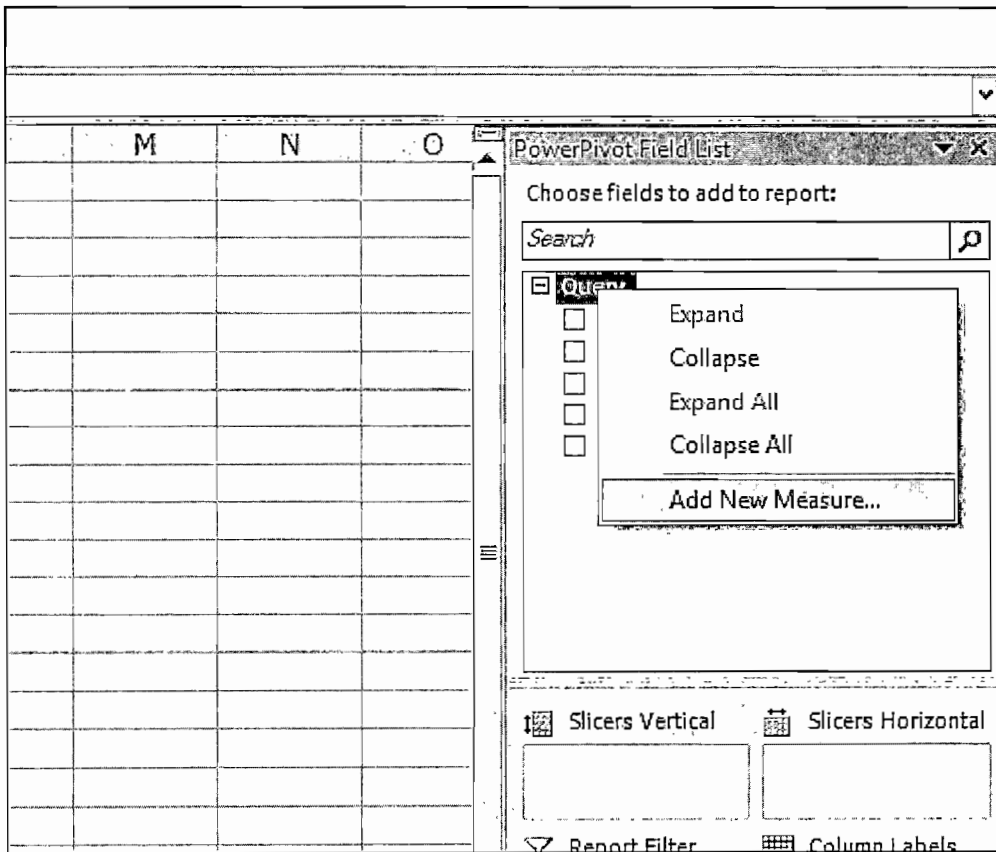 M N O
PowerPivot Field List
Choose fields to add to report:
Search
Query
Expand
Collapse
Expand All
Collapse All
Add New Measure...
Slicers Vertical Slicers Horizontal
Report Filter Column Labels